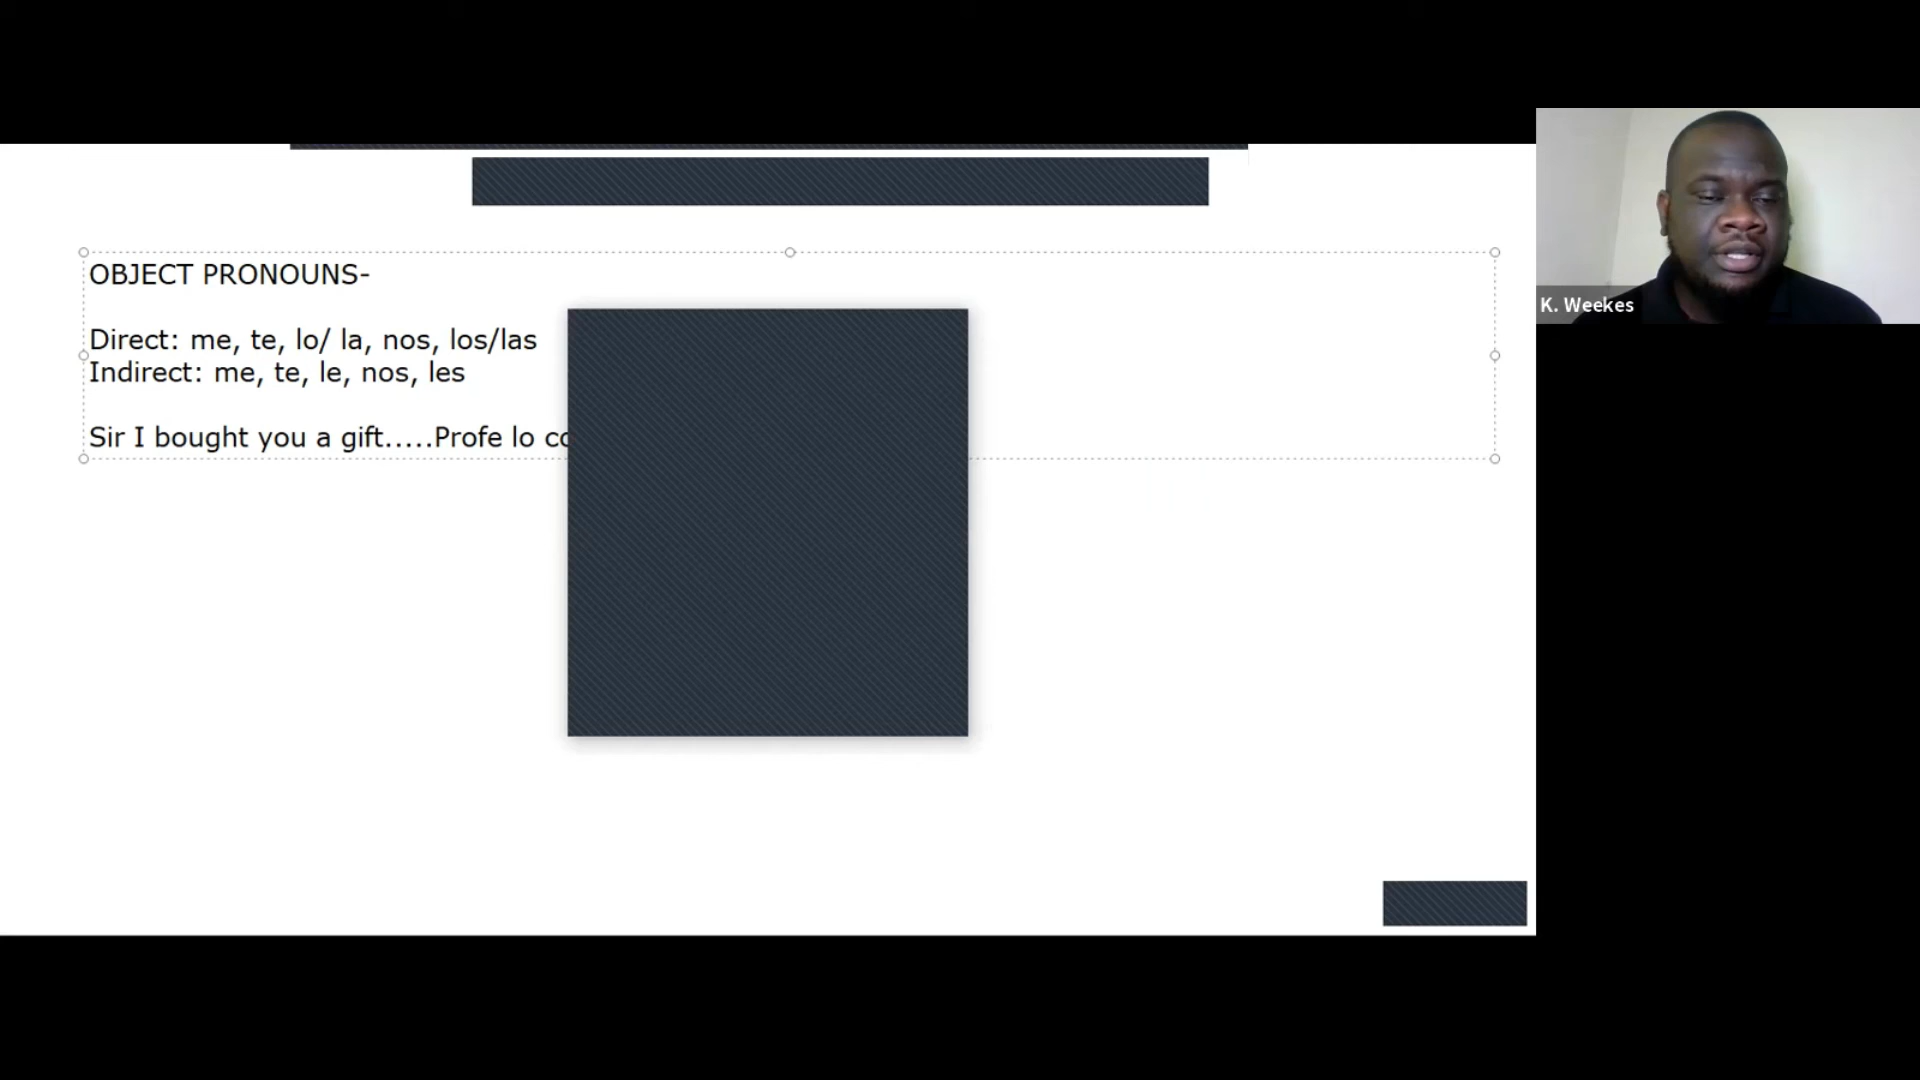 OBJECT PRONOUNS-
Direct: me, te, lo/ la, nos, los/las
Indirect: me, te, le, nos, les
Sir I bought you a gift.....Profe lo
K. Weekes